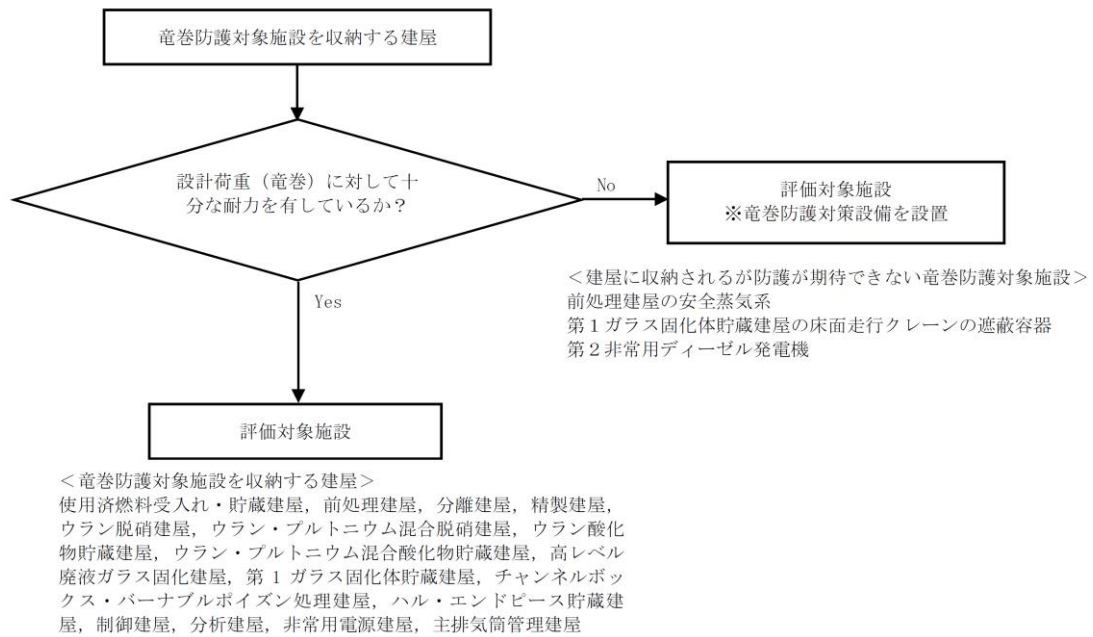 竜巻防護対象施設を収納する建屋
設計荷重（竜巻）に対して十
分な耐力を有しているか？
No
評価対象施設
※竜巻防護対策設備を設置
＜建屋に収納されるが防護が期待できない竜巻防護対象施設＞
前処理建屋の安全蒸気系
第１ガラス固化体貯蔵建屋の床面走行クレーンの遮蔽容器
第２非常用ディーゼル発電機
Yes
評価対象施設
＜竜巻防護対象施設を収納する建屋＞
使用済燃料受入れ・貯蔵建屋，前処理建屋，分離建屋，精製建屋，
ウラン脱硝建屋，ウラン・プルトニウム混合脱硝建屋，ウラン酸化
物貯蔵建屋，ウラン・プルトニウム混合酸化物貯蔵建屋，高レベル
廃液ガラス固化建屋，第 1 ガラス固化体貯蔵建屋，チャンネルボッ
クス・バーナブルポイズン処理建屋，ハル・エンドピース貯蔵建
屋，制御建屋，分析建屋，非常用電源建屋，主排気筒管理建屋